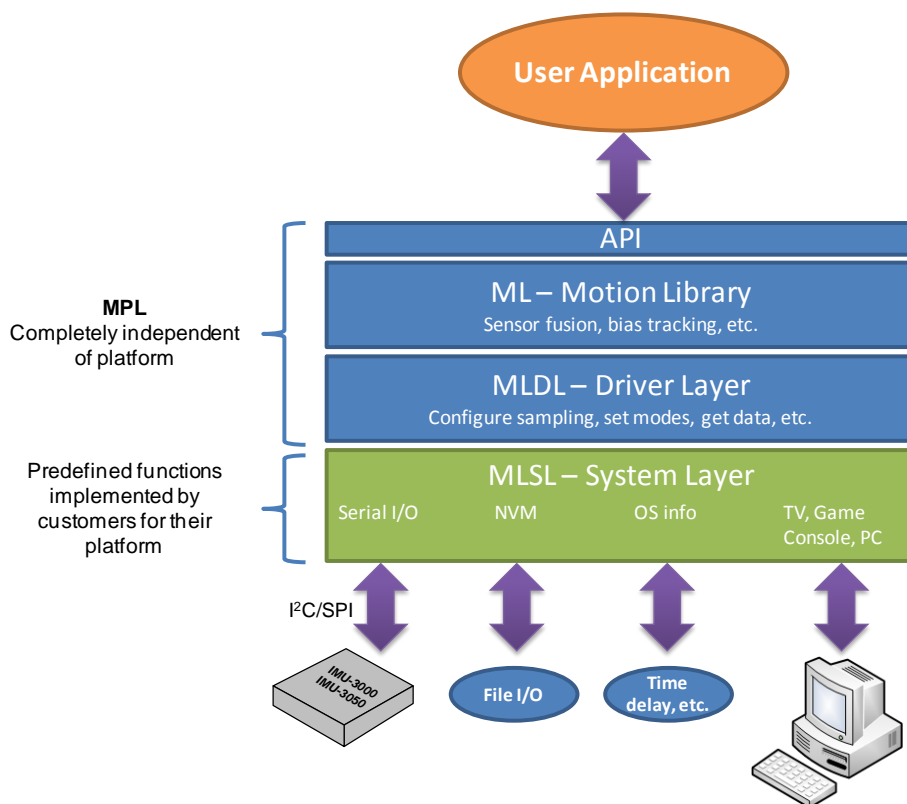 User Application
API
ML – Motion Library
Sensor fusion, bias tracking, etc.
MPL
Completely independent
of platform
MLDL – Driver Layer
Configure sampling, set modes, get data, etc.
Predefined functions
implemented by
customers for their
platform
MLSL – System Layer
Serial I/O
NVM
OS info
TV, Game
Console, PC
I²C/SPI
IMU-3000
IMU-3050
File I/O
Time
delay, etc.